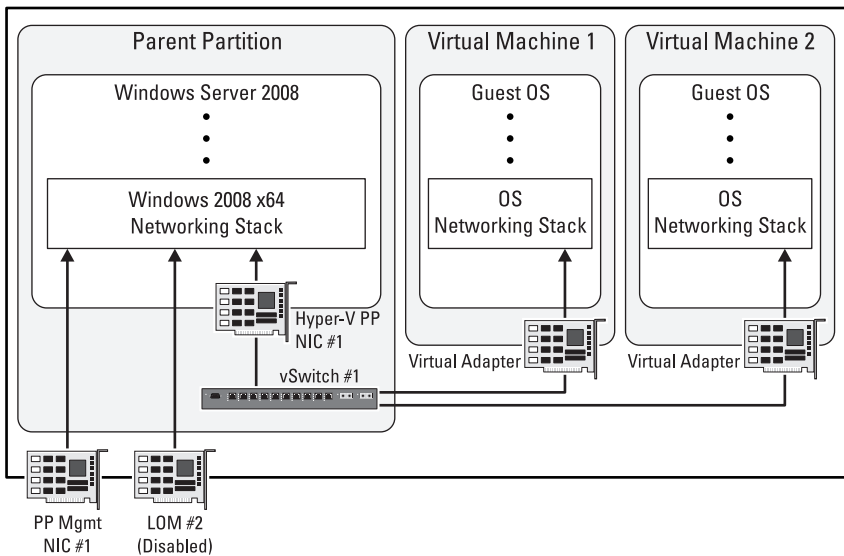 Parent Partition
Windows Server 2008
Windows 2008 x64
Networking Stack
Hyper-V PP
NIC #1
vSwitch #1
PP Mgmt
NIC #1
LOM #2
(Disabled)
Virtual Machine 1
Guest OS
OS
Networking Stack
Virtual Adapter
Virtual Machine 2
Guest OS
OS
Networking Stack
Virtual Adapter